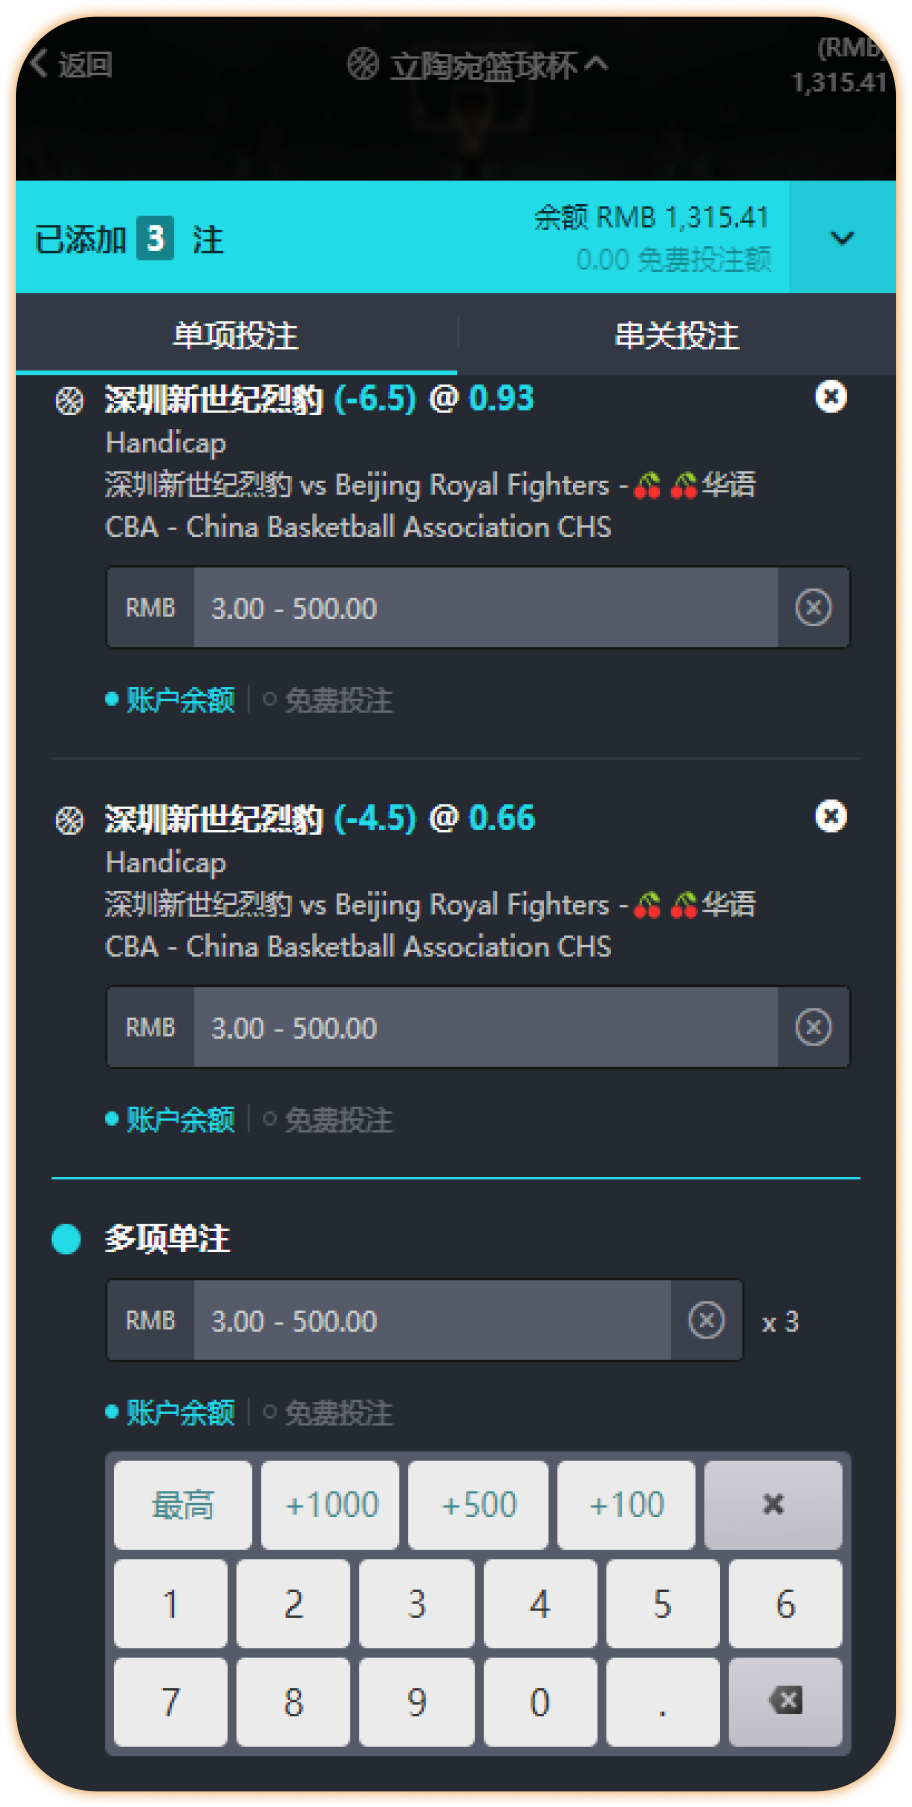 返回
立陶宛篮球杯
(RMB)
1,315.41
已添加 3 注
余额 RMB 1,315.41
0.00 免费投注额
单项投注
串关投注
深圳新世纪烈豹 (-6.5) @ 0.93
Handicap
深圳新世纪烈豹 vs Beijing Royal Fighters -🍒 🍒华语
CBA - China Basketball Association CHS
RMB 3.00 - 500.00
账户余额 免费投注
深圳新世纪烈豹 (-4.5) @ 0.66
Handicap
深圳新世纪烈豹 vs Beijing Royal Fighters -🍒 🍒华语
CBA - China Basketball Association CHS
RMB 3.00 - 500.00
账户余额 免费投注
多项单注
RMB 3.00 - 500.00 x 3
账户余额 免费投注
最高 +1000 +500 +100
1 2 3 4 5 6
7 8 9 0 .